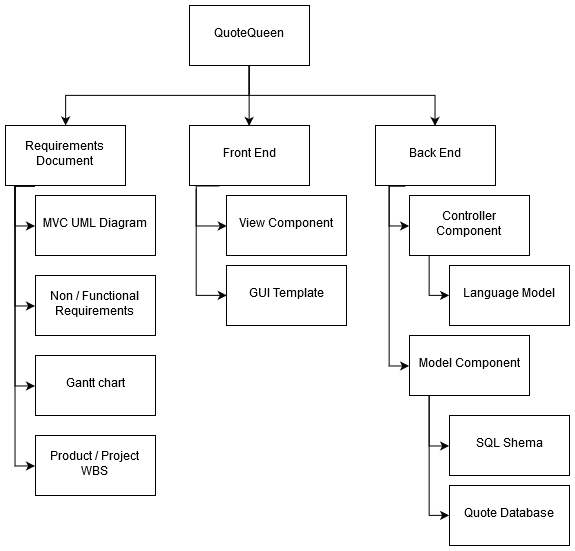 QuoteQueen
Requirements
Document
MVC UML Diagram
Non / Functional
Requirements
Gantt chart
Product / Project
WBS
Front End
View Component
GUI Template
Back End
Controller
Component
Language Model
Model Component
SQL Shema
Quote Database